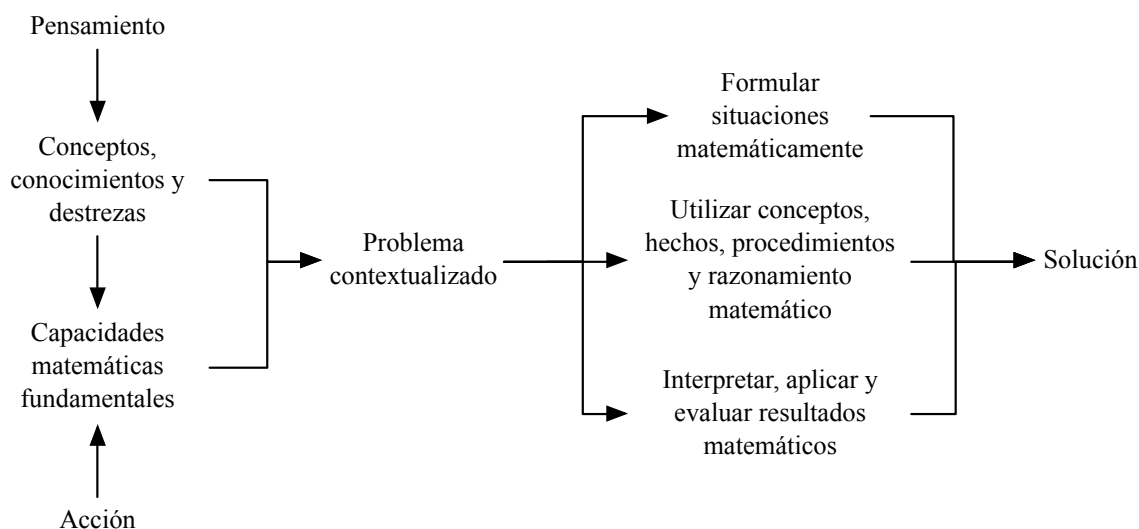 Pensamiento
Conceptos,
conocimientos y
destrezas
Capacidades
matemáticas
fundamentales
Acción
Problema
contextualizado
Formular
situaciones
matemáticamente
Utilizar conceptos,
hechos, procedimientos
y razonamiento
matemático
Interpretar, aplicar y
evaluar resultados
matemáticos
Solución